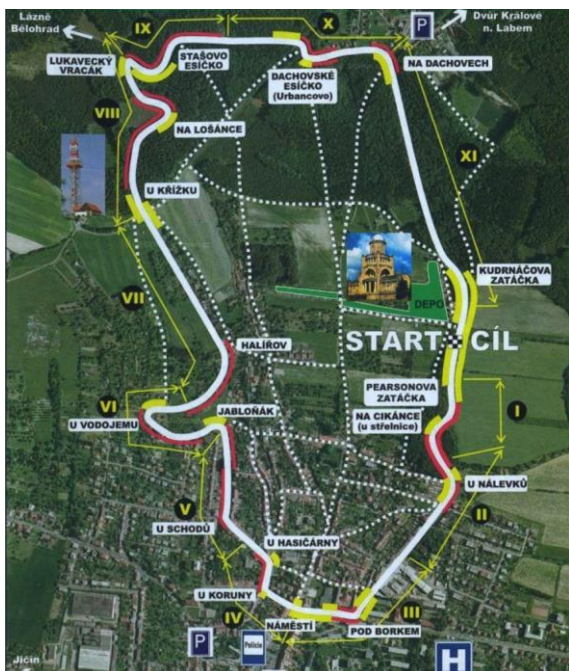 Lázně
Bělohrad
IX
X
P
Dvůr Králové
n. Labem
LUKAVECKÝ
VRACÁK
STAŠOVO
ESÍČKO
DACHOVSKÉ
ESÍČKO
(Urbancovo)
NA DACHOVECH
VIII
NA LOŠÁNCE
XI
U KŘÍŽKU
KUDRNÁČOVA
ZATÁČKA
VII
DEPO
HALÍŘOV
START
CÍL
PEARSONOVA
ZATÁČKA
VI
JABLOŇÁK
NA CIKÁNCE
(u střelnice)
I
U VODOJEMU
U NÁLEVKŮ
V
II
U SCHODŮ
U HASIČÁRNY
U KORUNY
IV
NÁMĚSTÍ
III
POD BORKEM
Jičín
P
Policie
H